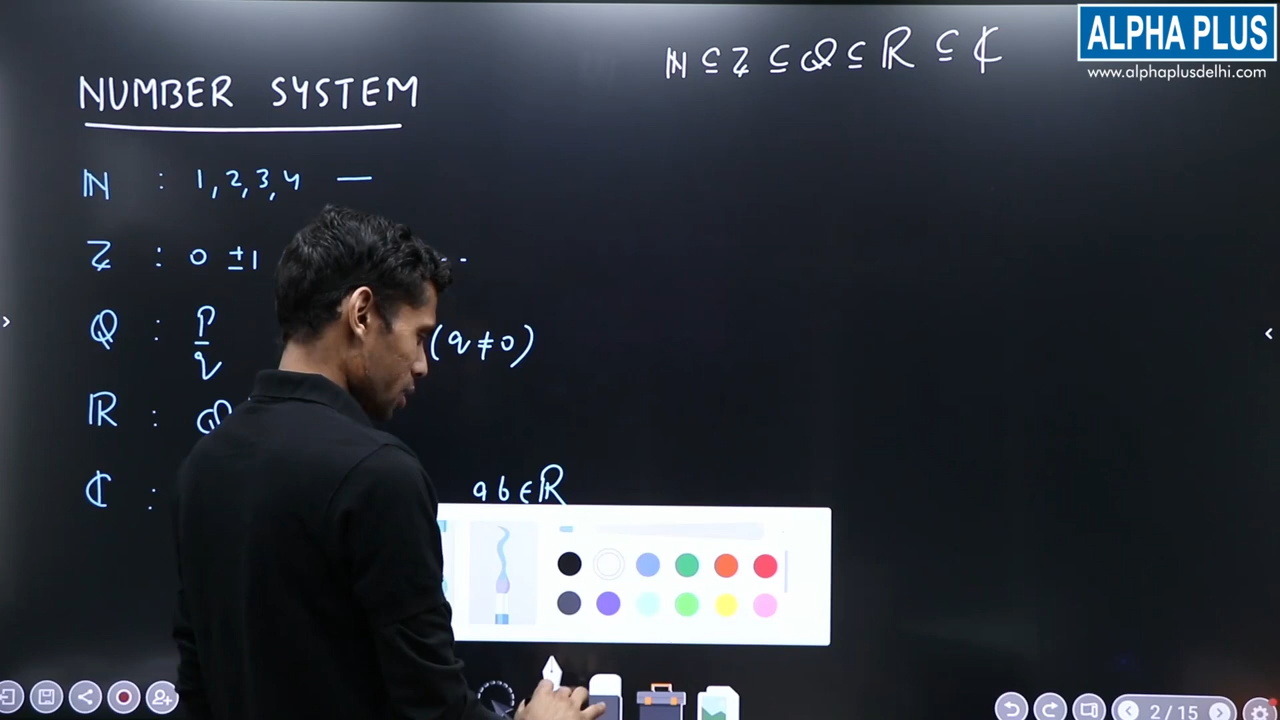 ALPHA PLUS
www.alphaplusdelhi.com
ℕ ⊆ ℤ ⊆ ℚ ⊆ ℝ ⊆ ℂ
NUMBER SYSTEM
ℕ : 1, 2, 3, 4 —
ℤ : 0 ±1
ℚ : p/q (q ≠ 0)
ℝ : ℚ
ℂ : a b ∈ ℝ
2/15